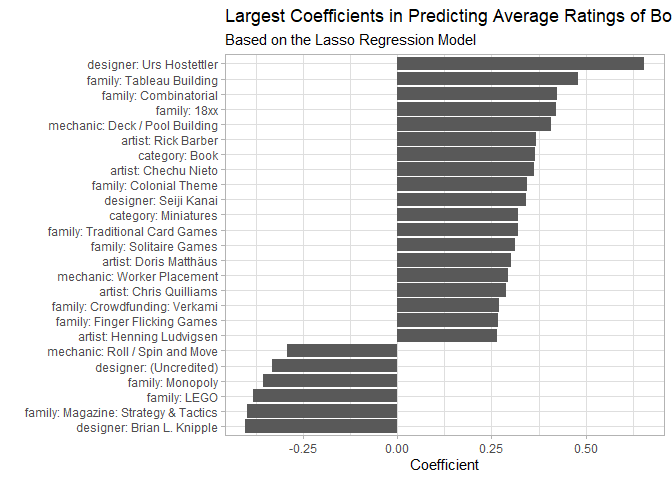 Largest Coefficients in Predicting Average Ratings of Bo
Based on the Lasso Regression Model
designer: Urs Hostettler
family: Tableau Building
family: Combinatorial
family: 18xx
mechanic: Deck / Pool Building
artist: Rick Barber
category: Book
artist: Chechu Nieto
family: Colonial Theme
designer: Seiji Kanai
category: Miniatures
family: Traditional Card Games
family: Solitaire Games
artist: Doris Matthäus
mechanic: Worker Placement
artist: Chris Quilliams
family: Crowdfunding: Verkami
family: Finger Flicking Games
artist: Henning Ludvigsen
mechanic: Roll / Spin and Move
designer: (Uncredited)
family: Monopoly
family: LEGO
family: Magazine: Strategy & Tactics
designer: Brian L. Knipple
-0.25 0.00 0.25 0.50
Coefficient